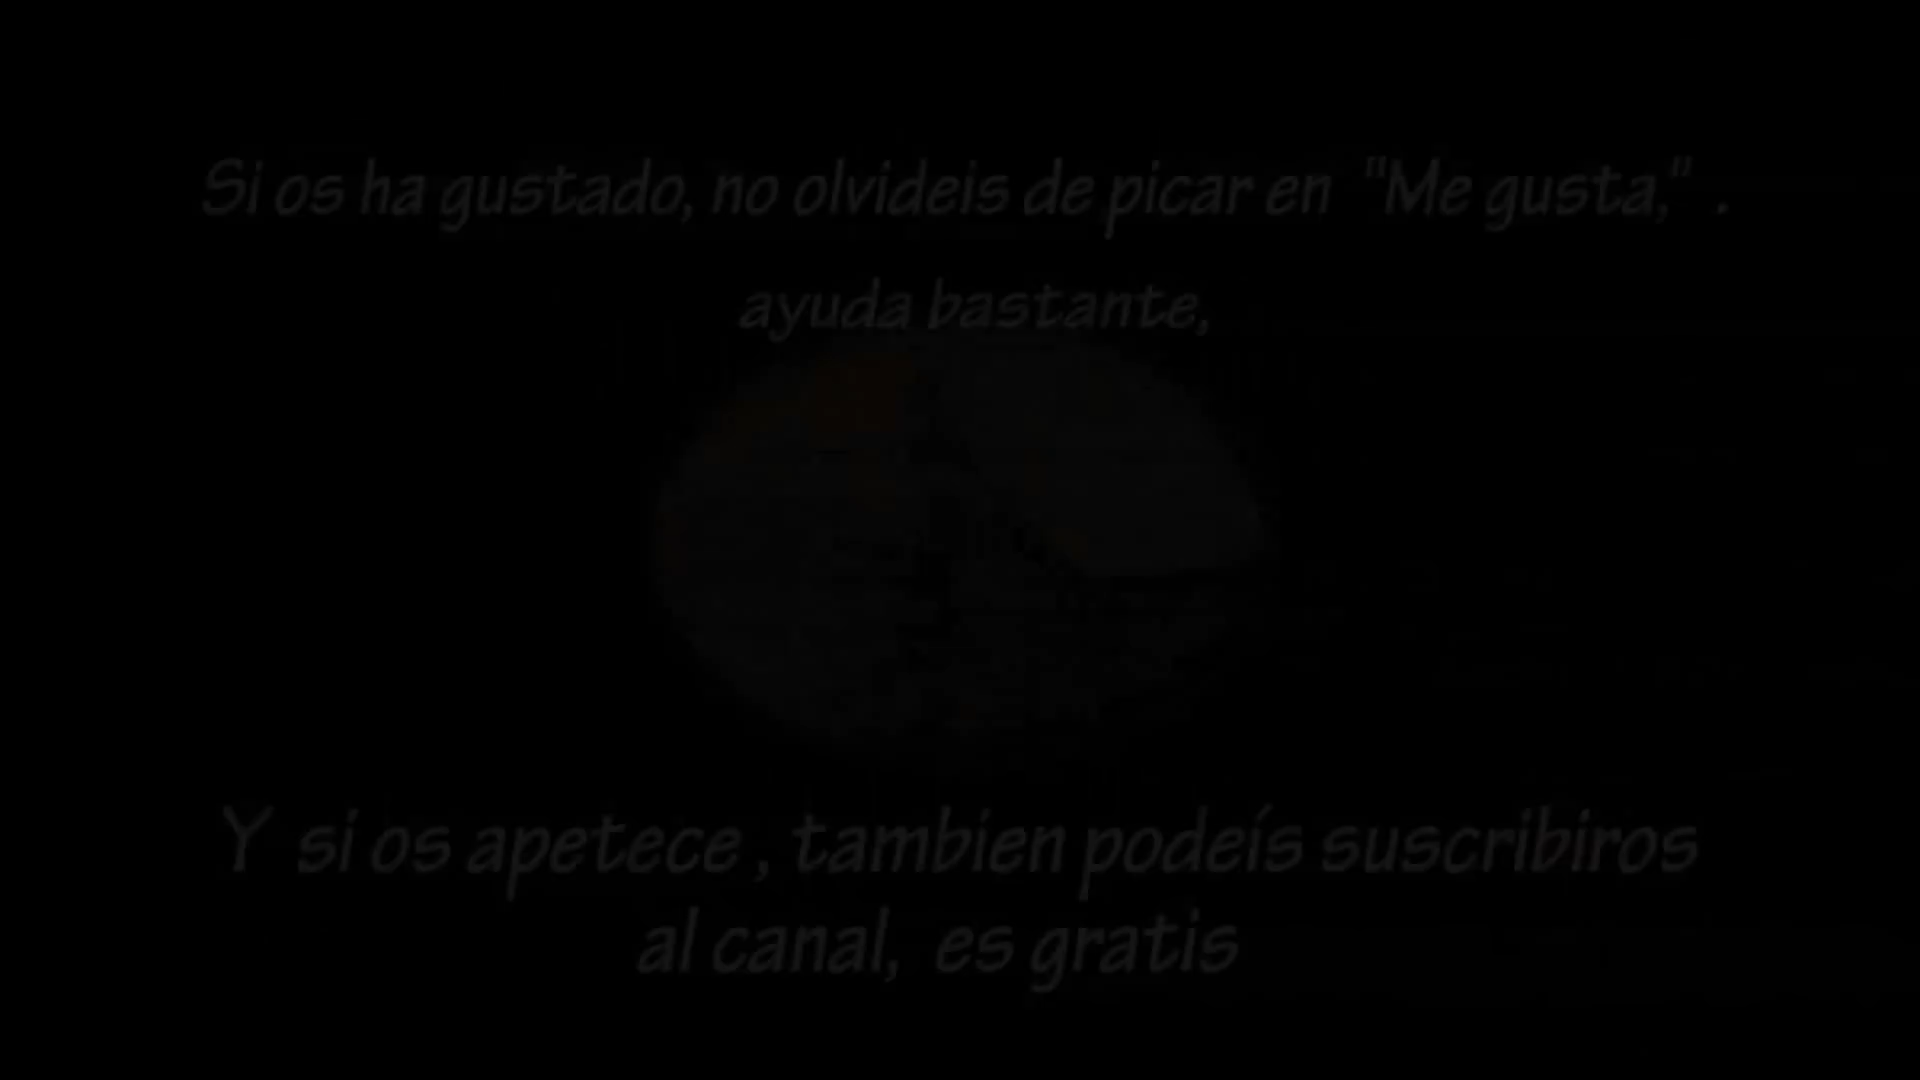 Si os ha gustado, no olvideis de picar en "Me gusta," .
ayuda bastante,
Y si os apetece , tambien podeís suscribiros
al canal, es gratis